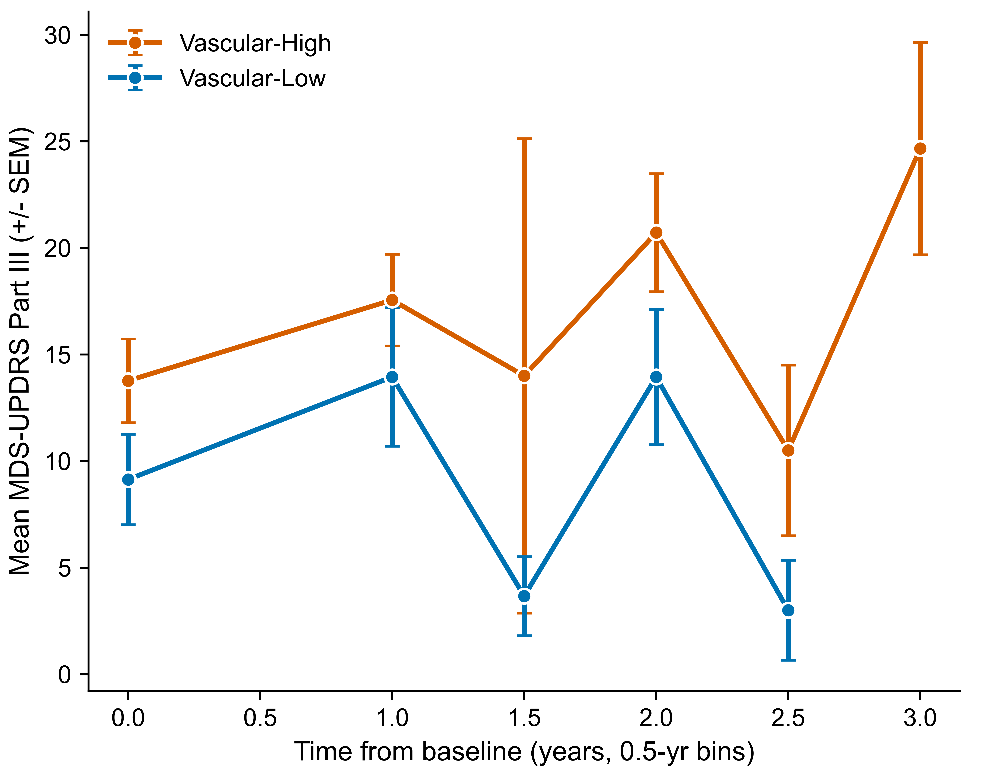 Vascular-High
Vascular-Low
Mean MDS-UPDRS Part III (+/- SEM)
30
25
20
15
10
5
0
0.0 0.5 1.0 1.5 2.0 2.5 3.0
Time from baseline (years, 0.5-yr bins)